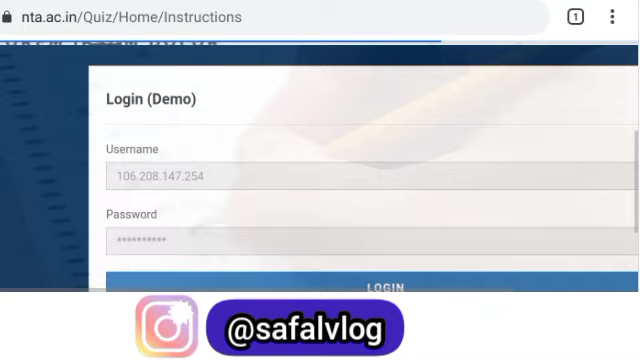 nta.ac.in/Quiz/Home/Instructions
1
Login (Demo)
Username
106.208.147.254
Password
**********
LOGIN
@safalvlog